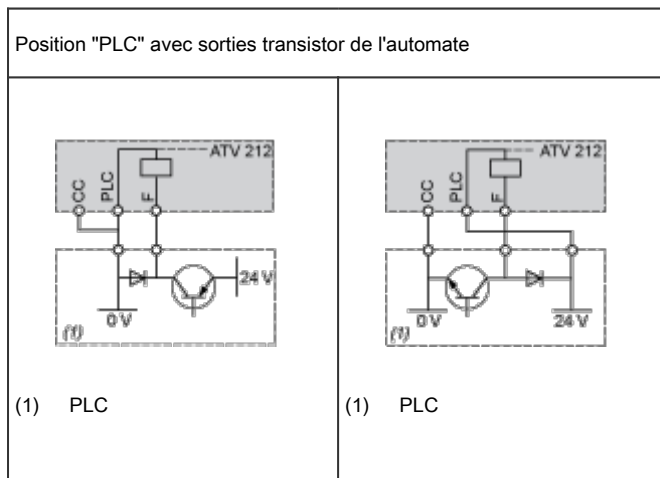 Position "PLC" avec sorties transistor de l'automate
ATV 212
CC
PLC
F
24 V
0 V
(1)
(1) PLC
ATV 212
CC
PLC
F
0 V
24 V
(1)
(1) PLC